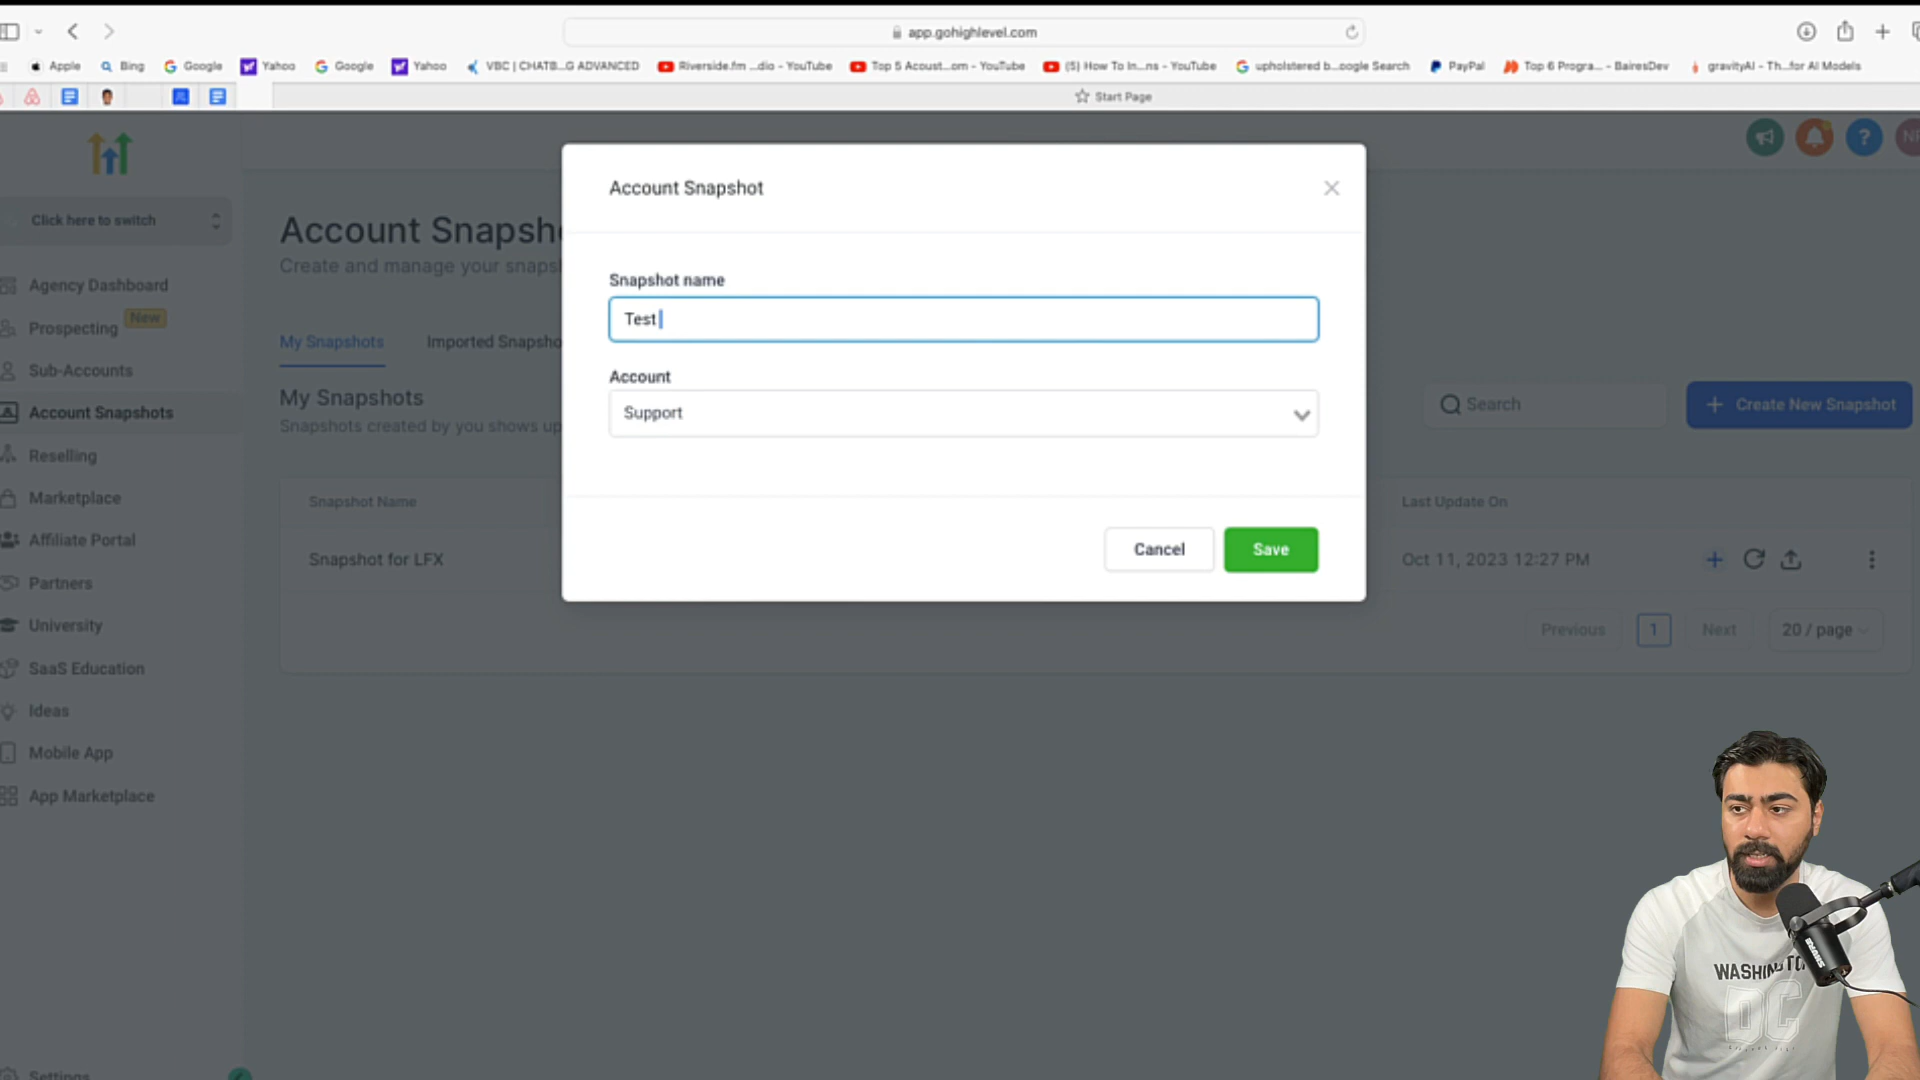 app.gohighlevel.com
Apple
Bing
Google
Yahoo
Google
Yahoo
VBC | CHATB...G ADVANCED
Riverside.fm ...dio - YouTube
Top 5 Acoust...om - YouTube
(5) How To In...ns - YouTube
upholstered b...oogle Search
PayPal
Top 6 Progra... - BairesDev
gravityAI - Th...for AI Models
Start Page
Click here to switch
Agency Dashboard
Prospecting New
Sub-Accounts
Account Snapshots
Reselling
Marketplace
Affiliate Portal
Partners
University
SaaS Education
Ideas
Mobile App
App Marketplace
Settings
Account Snapsh
Create and manage your snaps
My Snapshots
Imported Snapsho
My Snapshots
Snapshots created by you shows up
Search
+ Create New Snapshot
Snapshot Name
Last Update On
Snapshot for LFX
Oct 11, 2023 12:27 PM
Previous
1
Next
20 / page
Account Snapshot
Snapshot name
Test
Account
Support
Cancel
Save
?
SHURE
DC